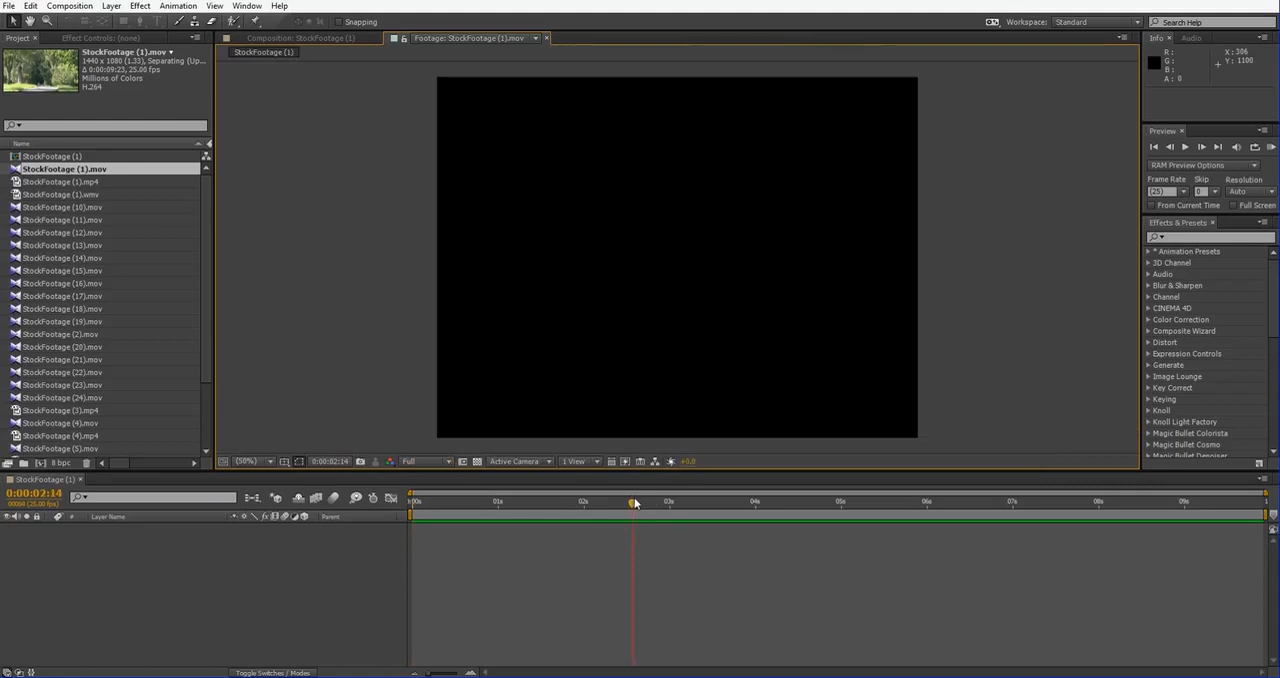 File Edit Composition Layer Effect Animation View Window Help
Snapping Workspace: Standard Search Help
Project × Effect Controls: (none) Composition: StockFootage (1) Footage: StockFootage (1).mov × Info × Audio
StockFootage (1).mov
1440 x 1080 (1.33), Separating (Up...
Δ 0:00:09:23, 25.00 fps
Millions of Colors
H.264
StockFootage (1)
R :
G :
B :
A : 0
X : 306
Y : 1100
Name
StockFootage (1)
StockFootage (1).mov
StockFootage (1).mp4
StockFootage (1).wmv
StockFootage (10).mov
StockFootage (11).mov
StockFootage (12).mov
StockFootage (13).mov
StockFootage (14).mov
StockFootage (15).mov
StockFootage (16).mov
StockFootage (17).mov
StockFootage (18).mov
StockFootage (19).mov
StockFootage (2).mov
StockFootage (20).mov
StockFootage (21).mov
StockFootage (22).mov
StockFootage (23).mov
StockFootage (24).mov
StockFootage (3).mp4
StockFootage (4).mov
StockFootage (4).mp4
StockFootage (5).mov
8 bpc
Preview ×
RAM Preview Options
Frame Rate Skip Resolution
(25) 0 Auto
From Current Time Full Screen
Effects & Presets ×
* Animation Presets
3D Channel
Audio
Blur & Sharpen
Channel
CINEMA 4D
Color Correction
Composite Wizard
Distort
Expression Controls
Generate
Image Lounge
Key Correct
Keying
Knoll
Knoll Light Factory
Magic Bullet Colorista
Magic Bullet Cosmo
Magic Bullet Denoiser
(50%) 0:00:02:14 Full Active Camera 1 View +0.0
StockFootage (1) ×
0:00:02:14
00064 (25.00 fps)
01s 02s 03s 04s 05s 06s 07s 08s 09s
# Layer Name Parent
Toggle Switches / Modes